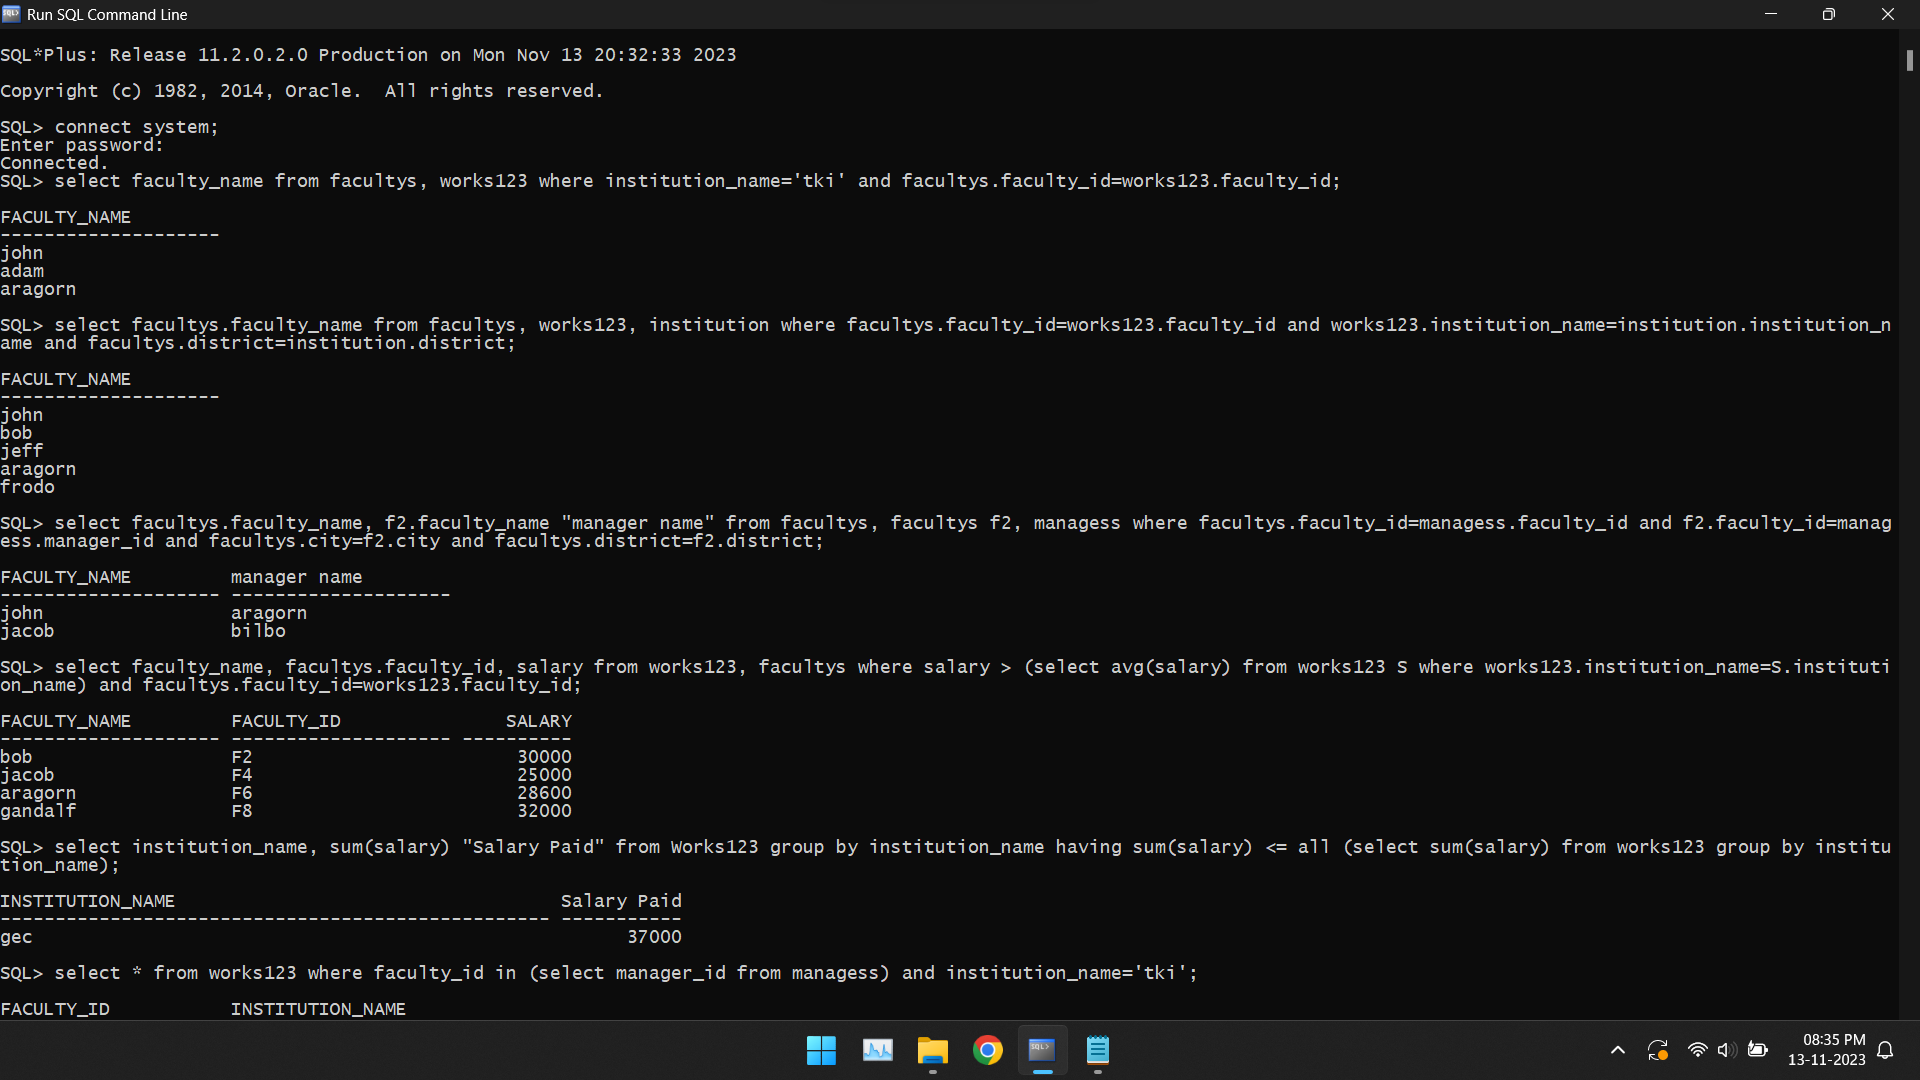 Run SQL Command Line
SQL*Plus: Release 11.2.0.2.0 Production on Mon Nov 13 20:32:33 2023
Copyright (c) 1982, 2014, Oracle.  All rights reserved.
SQL> connect system;
Enter password:
Connected.
SQL> select faculty_name from facultys, works123 where institution_name='tki' and facultys.faculty_id=works123.faculty_id;
FACULTY_NAME
--------------------
john
adam
aragorn
SQL> select facultys.faculty_name from facultys, works123, institution where facultys.faculty_id=works123.faculty_id and works123.institution_name=institution.institution_n
ame and facultys.district=institution.district;
FACULTY_NAME
--------------------
john
bob
jeff
aragorn
frodo
SQL> select facultys.faculty_name, f2.faculty_name "manager name" from facultys, facultys f2, managess where facultys.faculty_id=managess.faculty_id and f2.faculty_id=manag
ess.manager_id and facultys.city=f2.city and facultys.district=f2.district;
FACULTY_NAME         manager name
-------------------- --------------------
john                 aragorn
jacob                bilbo
SQL> select faculty_name, facultys.faculty_id, salary from works123, facultys where salary > (select avg(salary) from works123 S where works123.institution_name=S.instituti
on_name) and facultys.faculty_id=works123.faculty_id;
FACULTY_NAME         FACULTY_ID               SALARY
-------------------- -------------------- ----------
bob                  F2                        30000
jacob                F4                        25000
aragorn              F6                        28600
gandalf              F8                        32000
SQL> select institution_name, sum(salary) "Salary Paid" from Works123 group by institution_name having sum(salary) <= all (select sum(salary) from works123 group by institu
tion_name);
INSTITUTION_NAME                                   Salary Paid
-------------------------------------------------- -----------
gec                                                      37000
SQL> select * from works123 where faculty_id in (select manager_id from managess) and institution_name='tki';
FACULTY_ID           INSTITUTION_NAME
08:35 PM
13-11-2023